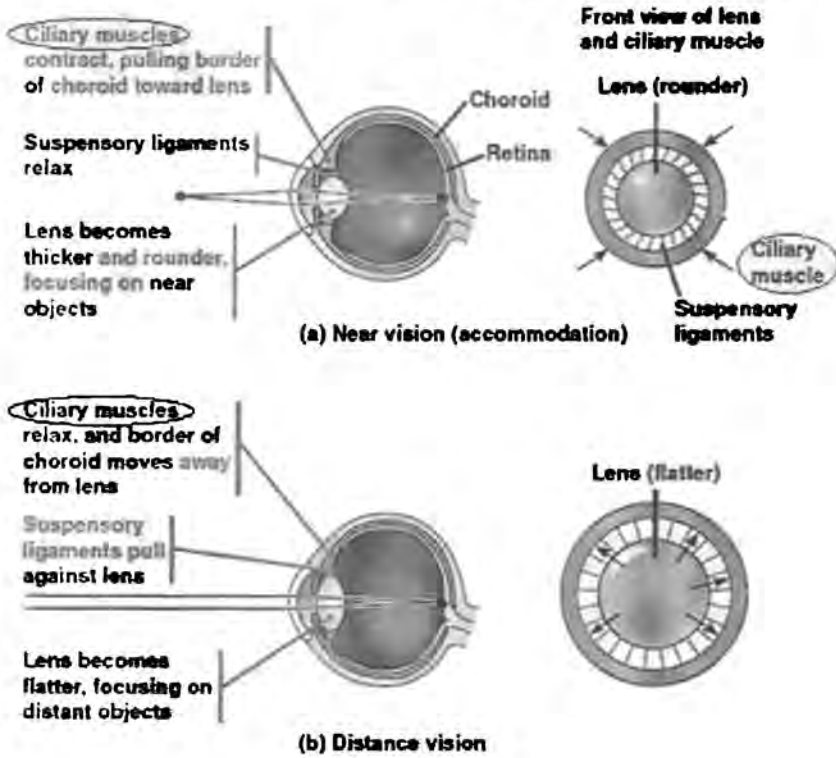 Ciliary muscles
contract, pulling border
of choroid toward lens
Suspensory ligaments
relax
Lens becomes
thicker and rounder,
focusing on near
objects
Choroid
Retina
(a) Near vision (accommodation)
Front view of lens
and ciliary muscle
Lens (rounder)
Ciliary
muscle
Suspensory
ligaments
Ciliary muscles
relax, and border of
choroid moves away
from lens
Suspensory
ligaments pull
against lens
Lens becomes
flatter, focusing on
distant objects
(b) Distance vision
Lens (flatter)